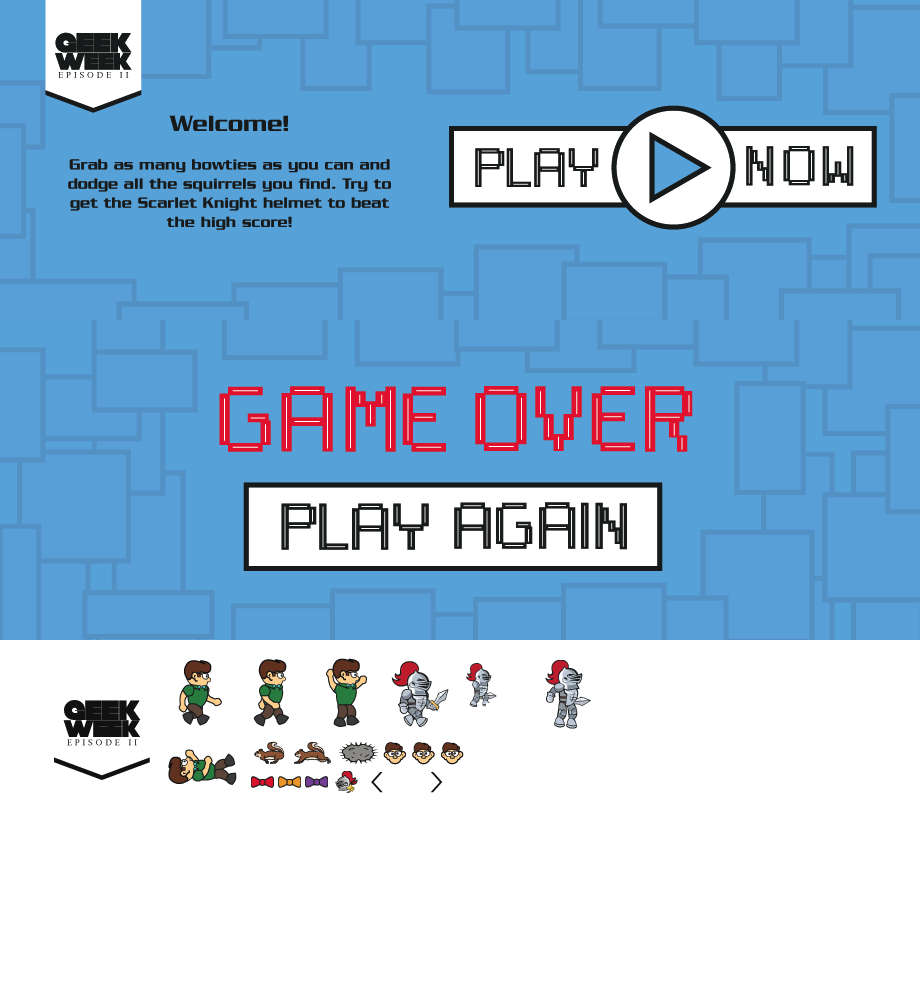 GEEK
WEEK
EPISODE II
Welcome!
Grab as many bowties as you can and
dodge all the squirrels you find. Try to
get the Scarlet Knight helmet to beat
the high score!
PLAY NOW
GAME OVER
PLAY AGAIN
GEEK
WEEK
EPISODE II